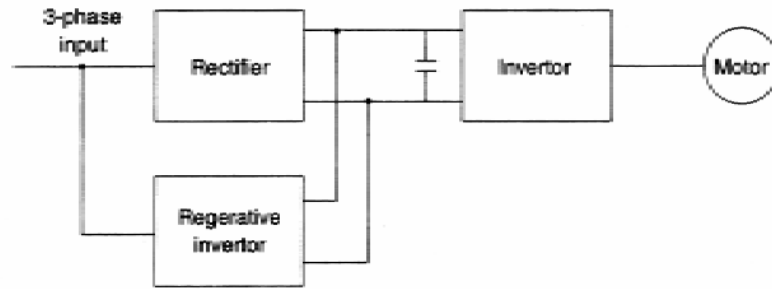 3-phase
input
Rectifier
Invertor
Motor
Regerative
invertor